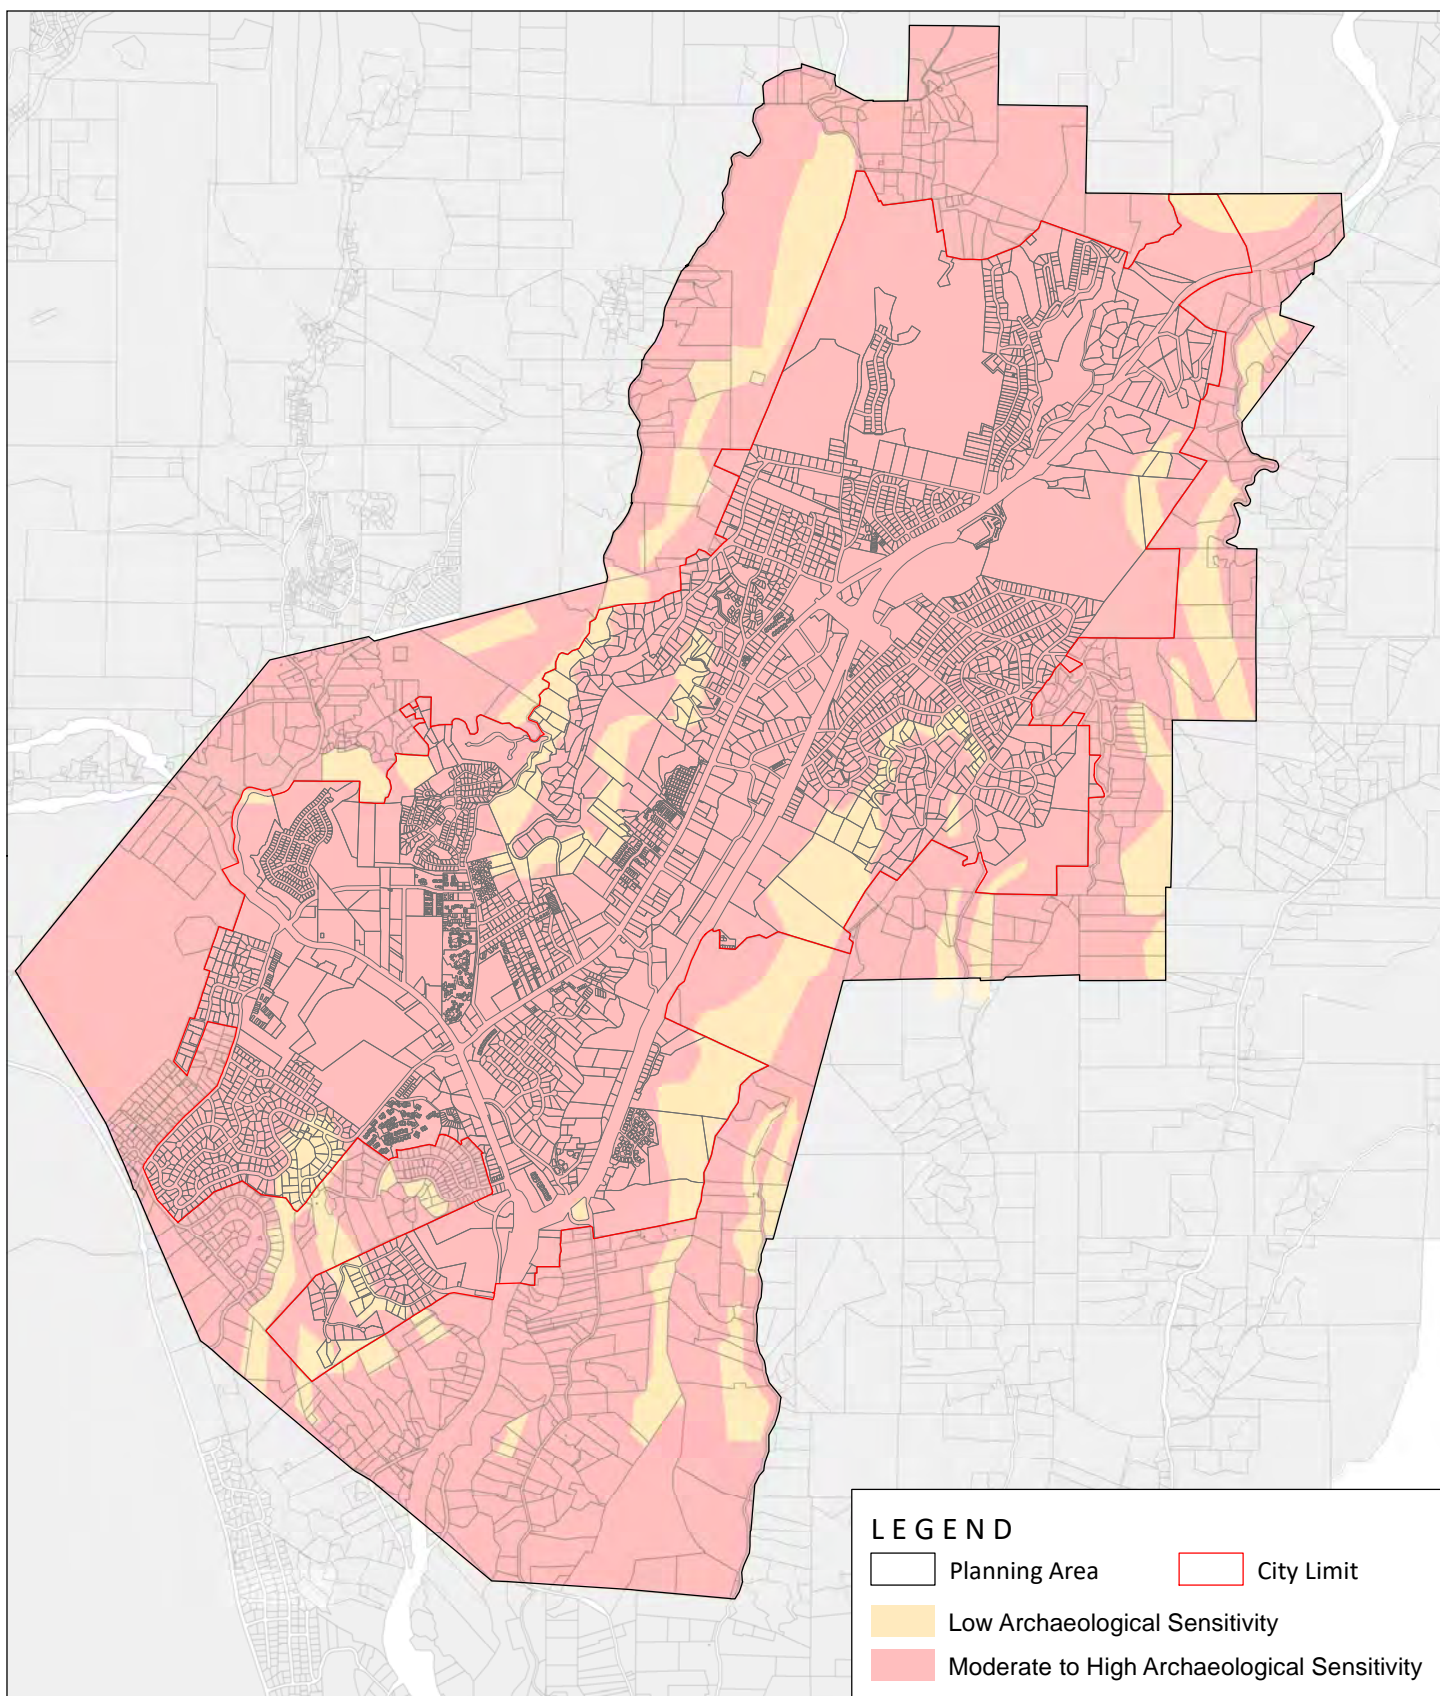 LEGEND
Planning Area
City Limit
Low Archaeological Sensitivity
Moderate to High Archaeological Sensitivity